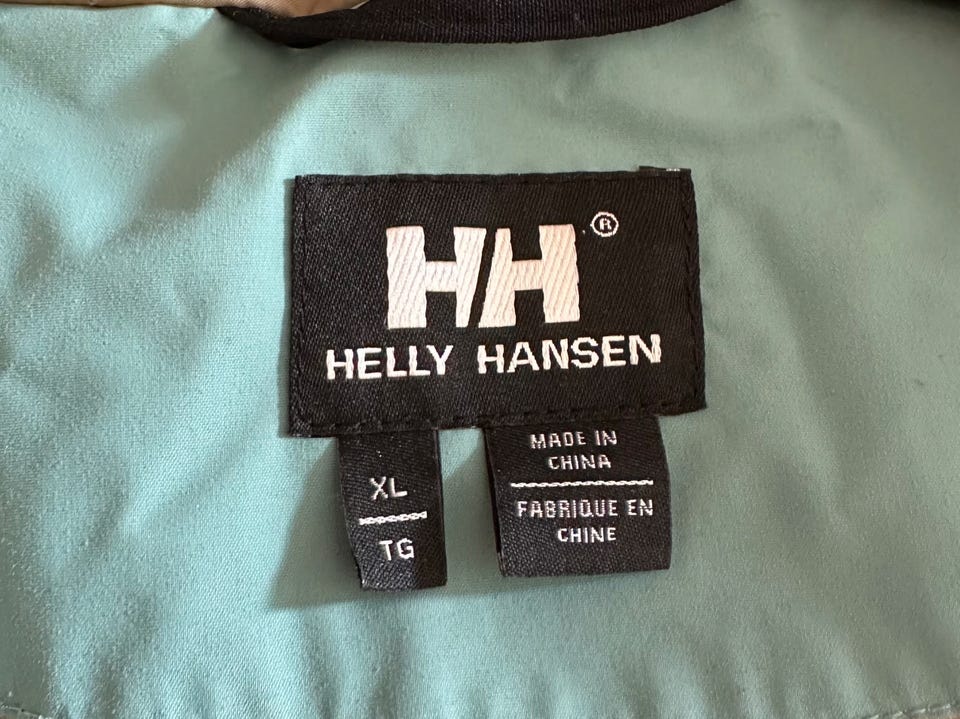 HH®
HELLY HANSEN
XL
TG
MADE IN
CHINA
FABRIQUE EN
CHINE